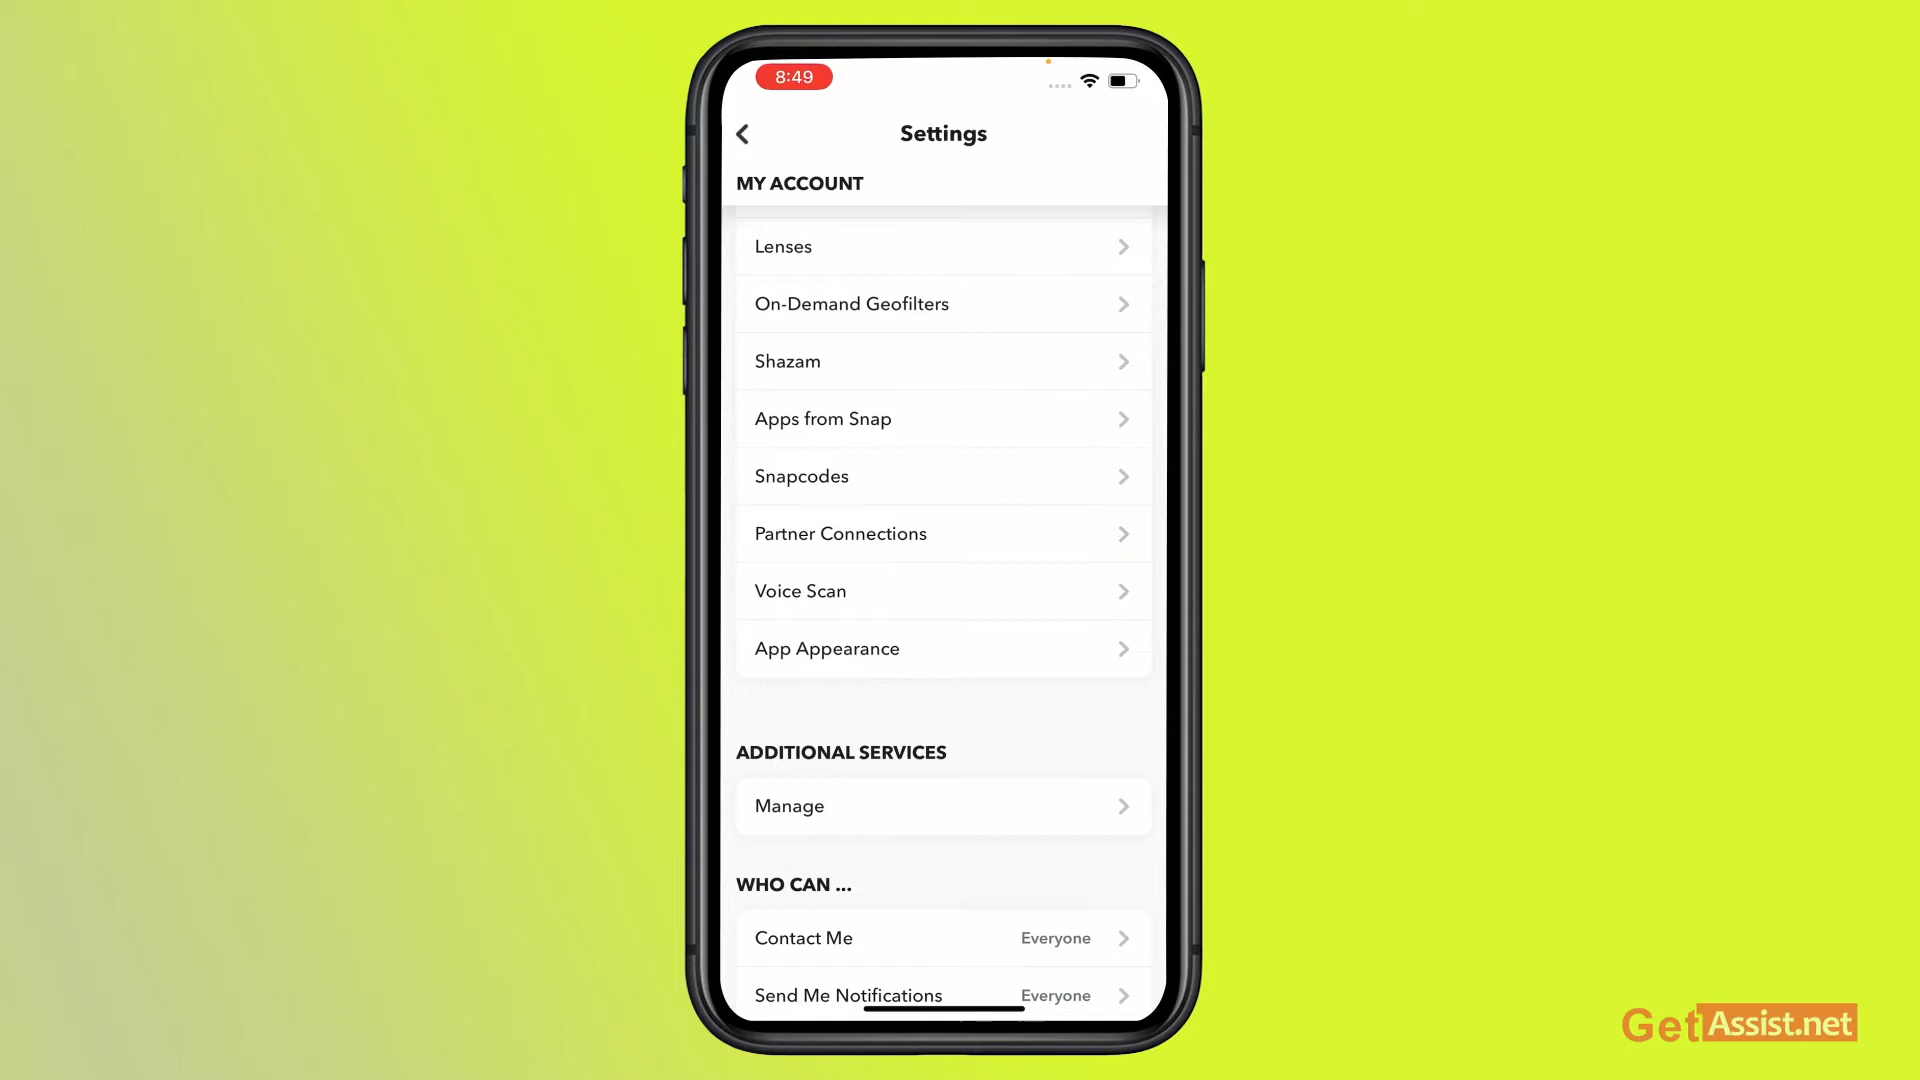 8:49
Settings
MY ACCOUNT
Lenses
On-Demand Geofilters
Shazam
Apps from Snap
Snapcodes
Partner Connections
Voice Scan
App Appearance
ADDITIONAL SERVICES
Manage
WHO CAN ...
Contact Me Everyone
Send Me Notifications Everyone
GetAssist.net